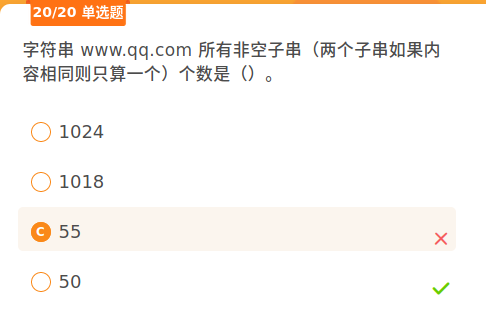 20/20 单选题
字符串 www.qq.com 所有非空子串（两个子串如果内
容相同则只算一个）个数是（）。
1024
1018
C 55
50